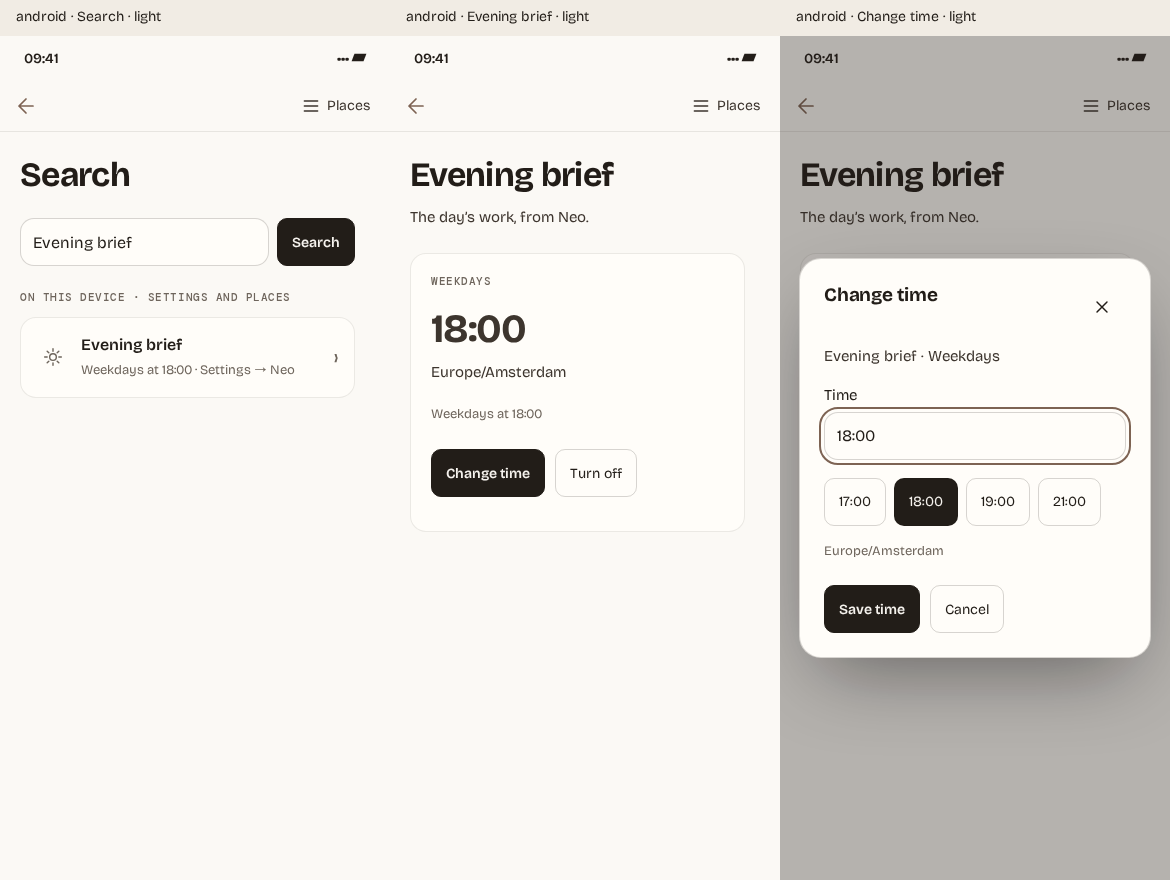 android · Search · light
09:41
Places
Search
Evening brief
Search
ON THIS DEVICE · SETTINGS AND PLACES
Evening brief
Weekdays at 18:00 · Settings → Neo
android · Evening brief · light
09:41
Places
Evening brief
The day's work, from Neo.
WEEKDAYS
18:00
Europe/Amsterdam
Weekdays at 18:00
Change time
Turn off
android · Change time · light
09:41
Places
Evening brief
The day's work, from Neo.
Change time
Evening brief · Weekdays
Time
18:00
17:00 18:00 19:00 21:00
Europe/Amsterdam
Save time
Cancel